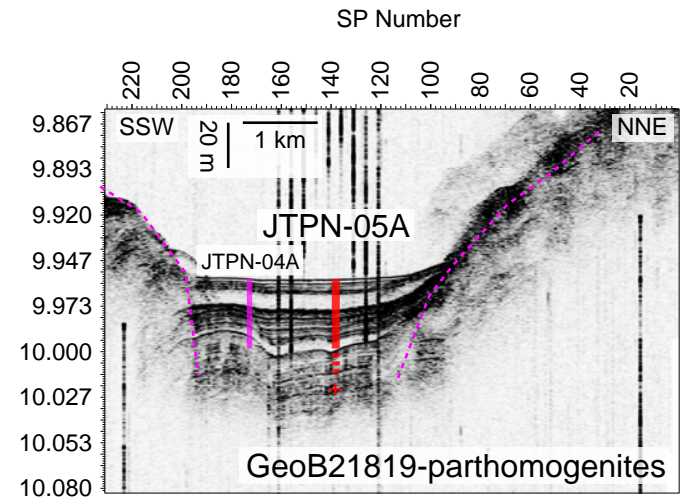 SP Number
220 200 180 160 140 120 100 80 60 40 20
9.867
9.893
9.920
9.947
9.973
10.000
10.027
10.053
10.080
SSW
20 m
1 km
NNE
JTPN-05A
JTPN-04A
GeoB21819-parthomogenites